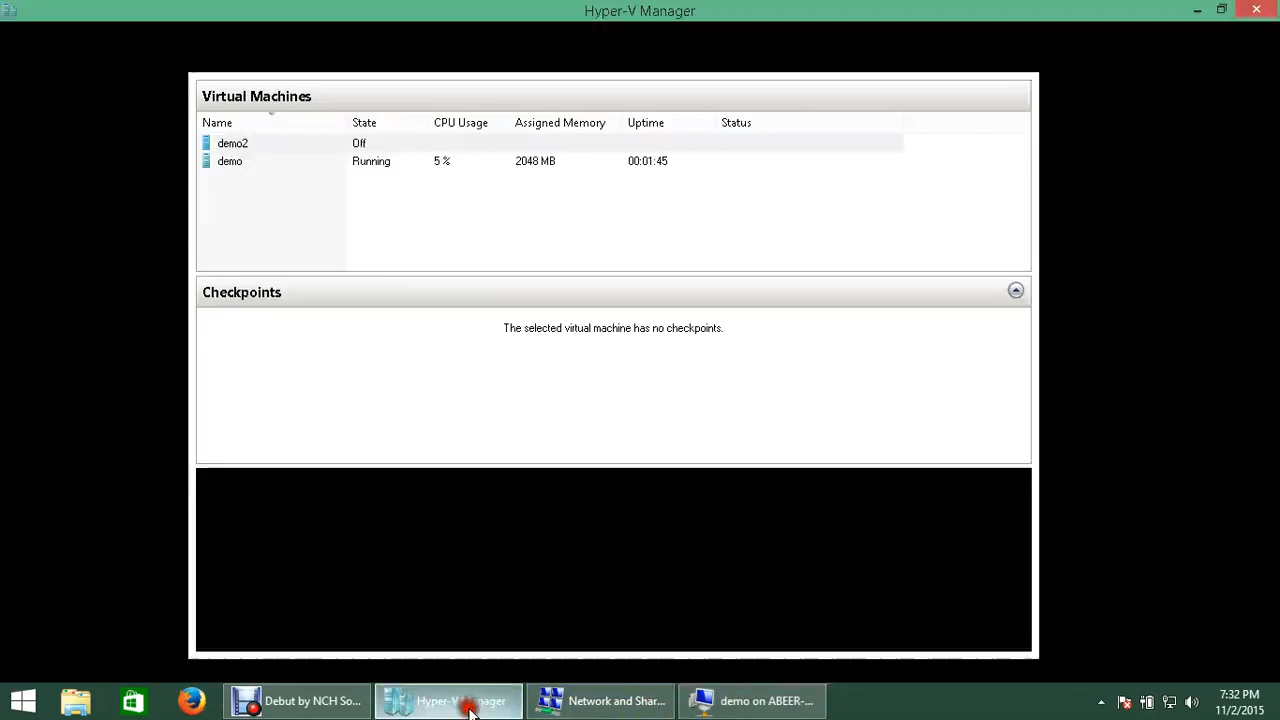 Hyper-V Manager
Virtual Machines
Name State CPU Usage Assigned Memory Uptime Status
demo2 Off
demo Running 5 % 2048 MB 00:01:45
Checkpoints
The selected virtual machine has no checkpoints.
Debut by NCH So... Hyper-V Manager Network and Shar... demo on ABEER-...
7:32 PM
11/2/2015